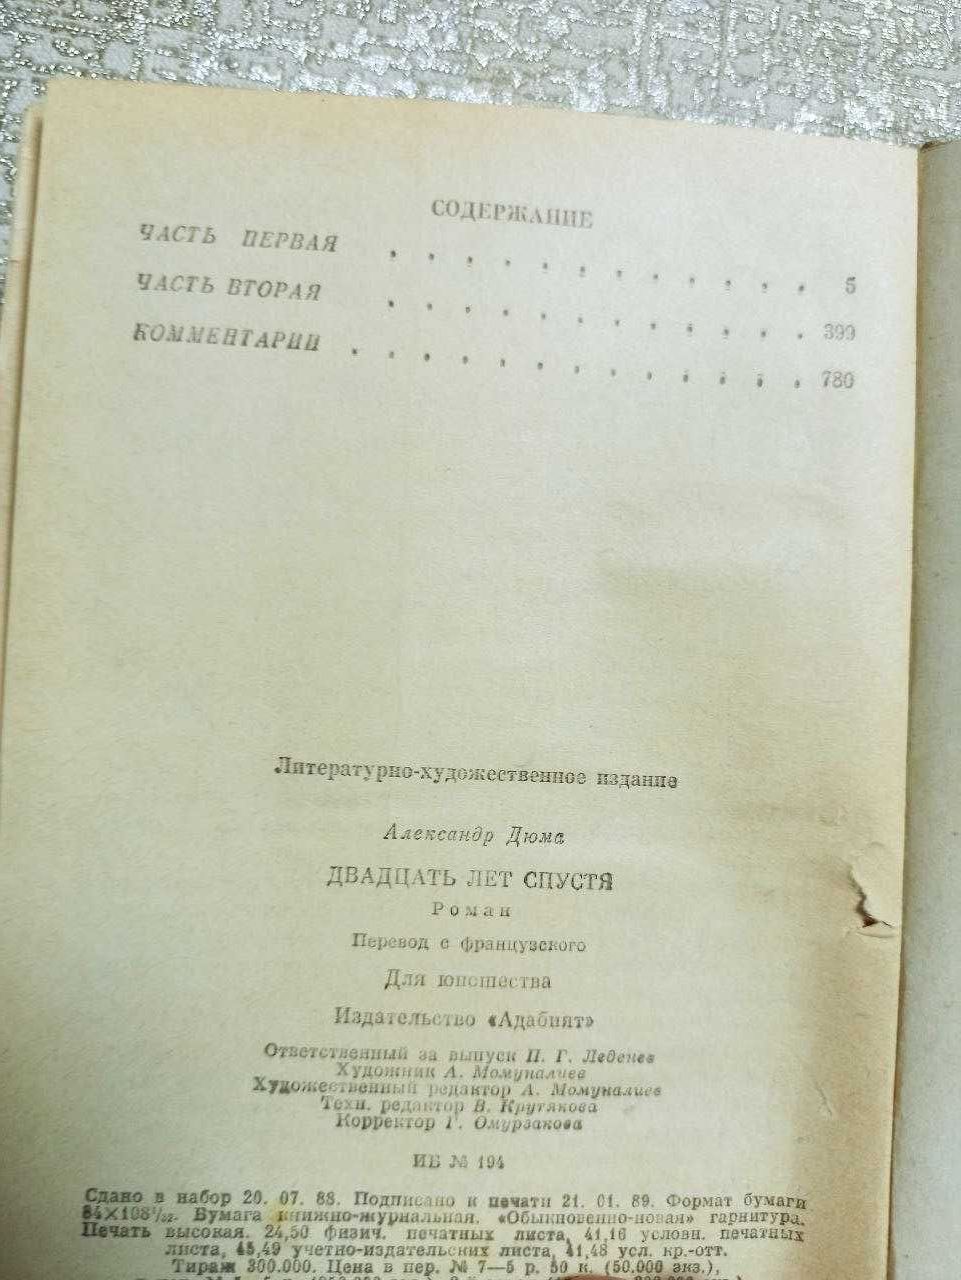 СОДЕРЖАНИЕ
ЧАСТЬ ПЕРВАЯ . . . . . . . . . . . . 5
ЧАСТЬ ВТОРАЯ . . . . . . . . . . . . 399
КОММЕНТАРИИ . . . . . . . . . . . . . 780
Литературно-художественное издание
Александр Дюма
ДВАДЦАТЬ ЛЕТ СПУСТЯ
Роман
Перевод с французского
Для юношества
Издательство «Адабият»
Ответственный за выпуск П. Г. Леденев
Художник А. Момуналиев
Художественный редактор А. Момуналиев
Техн. редактор В. Крутякова
Корректор Г. Омурзакова
ИБ № 194
Сдано в набор 20. 07. 88. Подписано к печати 21. 01. 89. Формат бумаги
84×108¹/₃₂. Бумага книжно-журнальная. «Обыкновенно-новая» гарнитура.
Печать высокая. 24,50 физич. печатных листа, 41,16 условн. печатных
листа, 45,49 учетно-издательских листа, 41,48 усл. кр.-отт.
Тираж 300.000. Цена в пер. № 7—5 р. 50 к. (50.000 экз.),